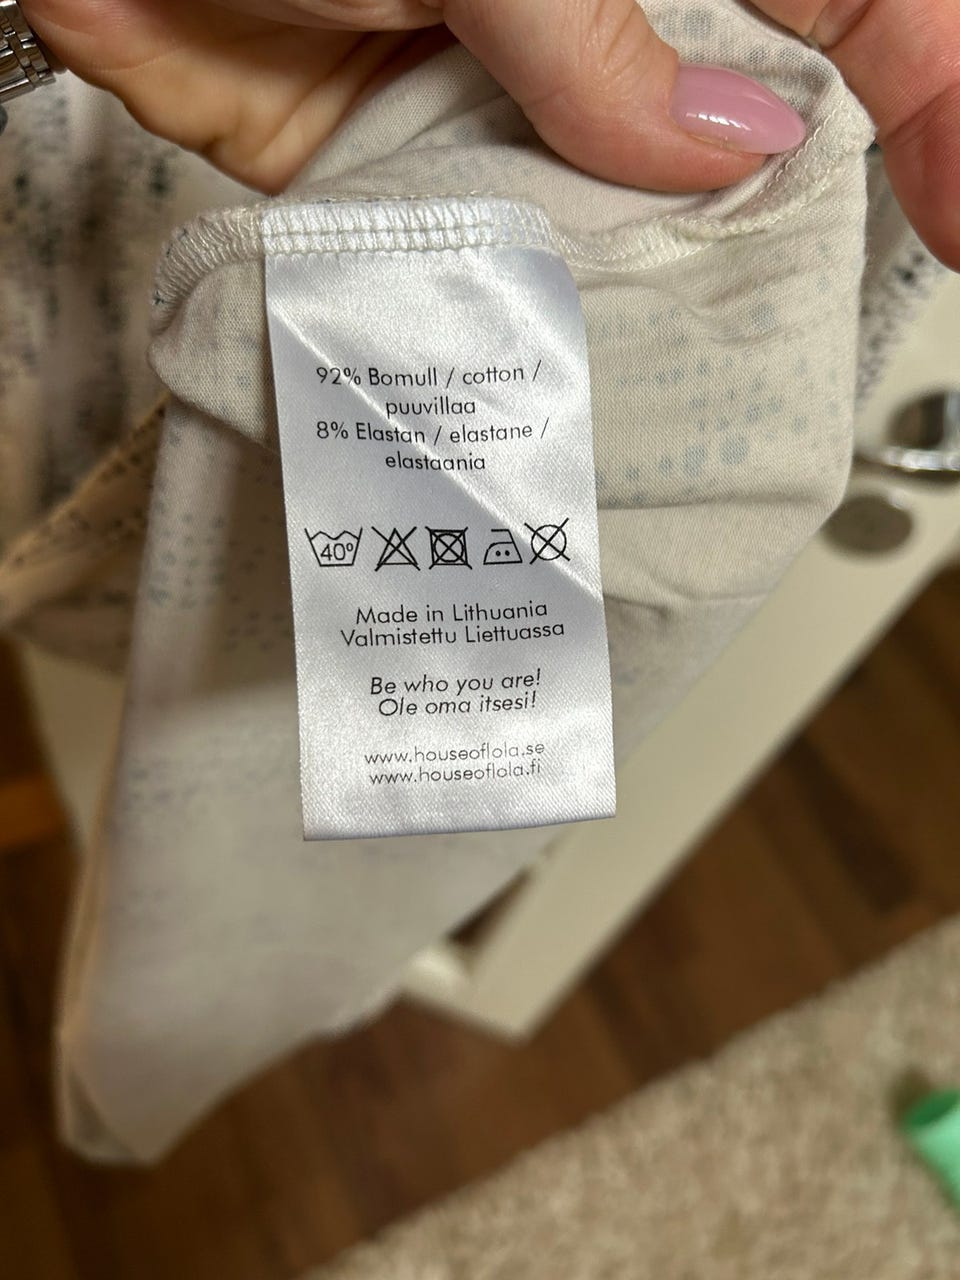 92% Bomull / cotton /
puuvillaa
8% Elastan / elastane /
elastaania
40°
Made in Lithuania
Valmistettu Liettuassa
Be who you are!
Ole oma itsesi!
www.houseoflola.se
www.houseoflola.fi